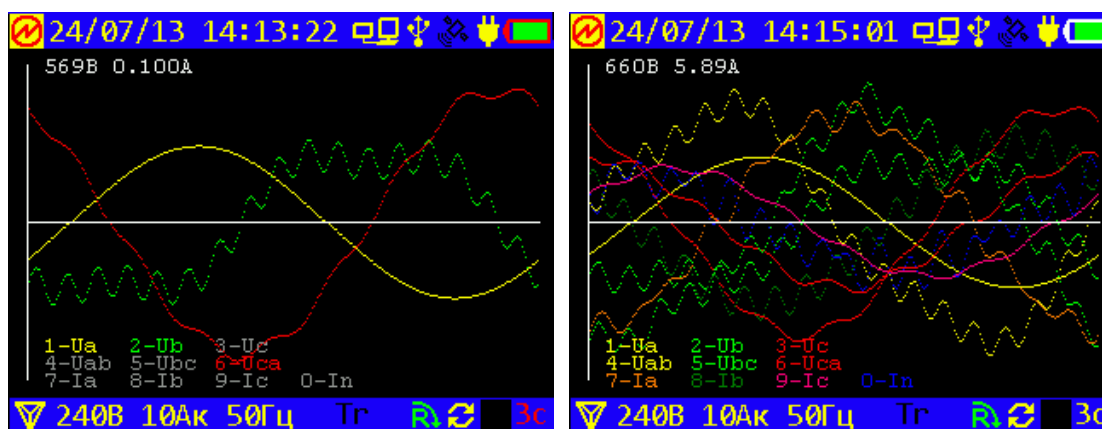 24/07/13 14:13:22
569В 0.100А
1-Ua 2-Ub 3-Uc
4-Uab 5-Ubc 6-Uca
7-Ia 8-Ib 9-Ic 0-In
240В 10Ак 50Гц Tr R 3с
24/07/13 14:15:01
660В 5.89А
1-Ua 2-Ub 3-Uc
4-Uab 5-Ubc 6-Uca
7-Ia 8-Ib 9-Ic 0-In
240В 10Ак 50Гц Tr R 3с